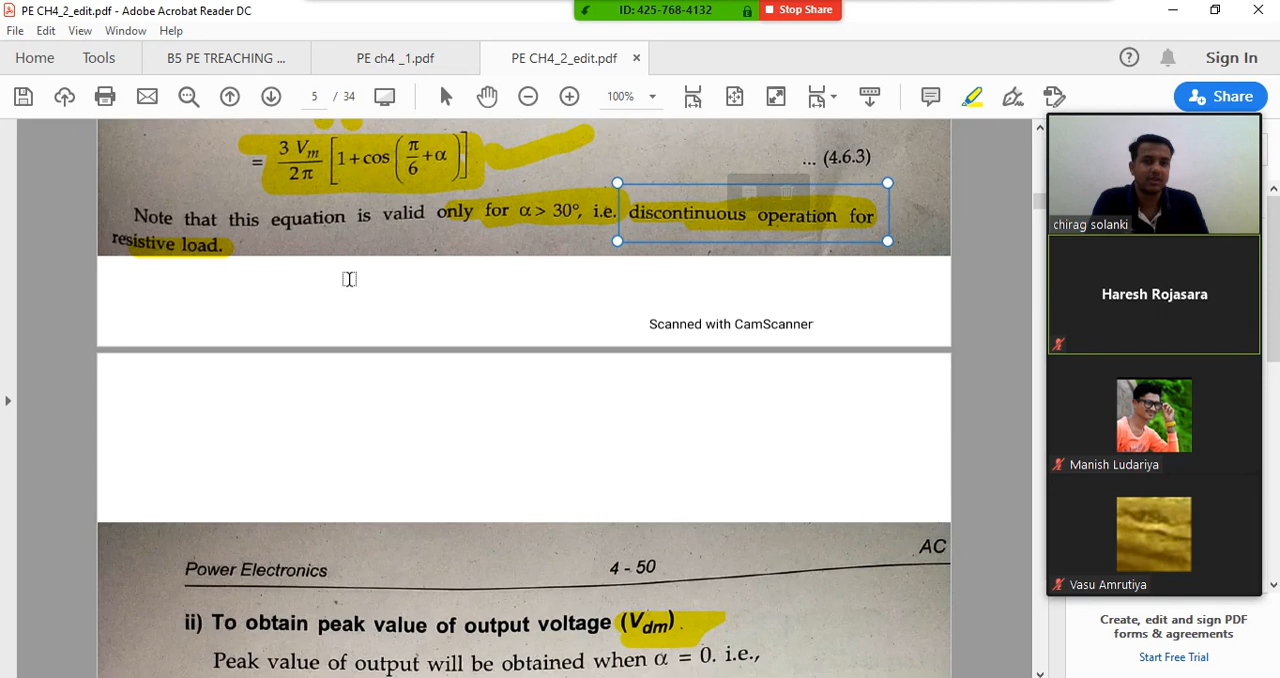 PE CH4_2_edit.pdf - Adobe Acrobat Reader DC
ID: 425-768-4132
Stop Share
File Edit View Window Help
Home Tools B5 PE TREACHING ... PE ch4 _1.pdf PE CH4_2_edit.pdf × Sign In
5 / 34 100% Share
= 3 Vm / 2π [1+cos(π/6+α)] ... (4.6.3)
Note that this equation is valid only for α > 30°, i.e. discontinuous operation for
resistive load.
Scanned with CamScanner
AC
Power Electronics 4 - 50
ii) To obtain peak value of output voltage (Vdm)
Peak value of output will be obtained when α = 0. i.e.,
chirag solanki
Haresh Rojasara
Manish Ludariya
Vasu Amrutiya
Create, edit and sign PDF
forms & agreements
Start Free Trial